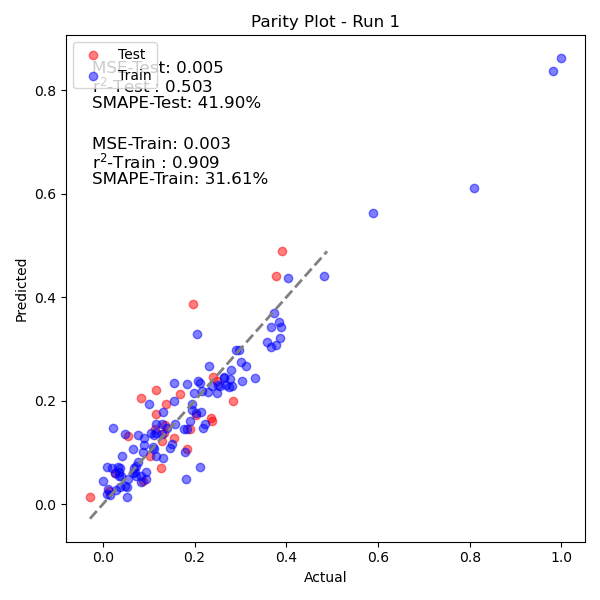 Parity Plot - Run 1
Test
Train
MSE-Test: 0.005
r²-Test : 0.503
SMAPE-Test: 41.90%
MSE-Train: 0.003
r²-Train : 0.909
SMAPE-Train: 31.61%
Predicted
0.8
0.6
0.4
0.2
0.0
0.0 0.2 0.4 0.6 0.8 1.0
Actual